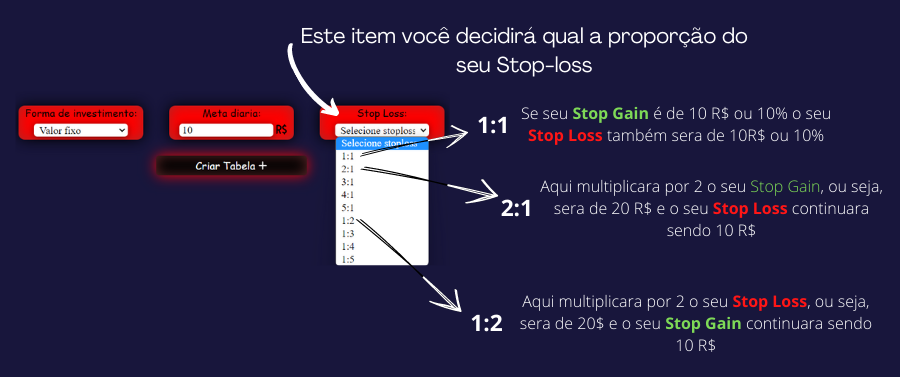 Este item você decidirá qual a proporção do
seu Stop-loss
Forma de investimento:
Valor fixo
Meta diaria:
10 R$
Criar Tabela +
Stop Loss:
Selecione stoploss
Selecione stoploss
1:1
2:1
3:1
4:1
5:1
1:2
1:3
1:4
1:5
1:1
Se seu Stop Gain é de 10 R$ ou 10% o seu
Stop Loss também sera de 10R$ ou 10%
2:1
Aqui multiplicara por 2 o seu Stop Gain, ou seja,
sera de 20 R$ e o seu Stop Loss continuara
sendo 10 R$
1:2
Aqui multiplicara por 2 o seu Stop Loss, ou seja,
sera de 20$ e o seu Stop Gain continuara sendo
10 R$